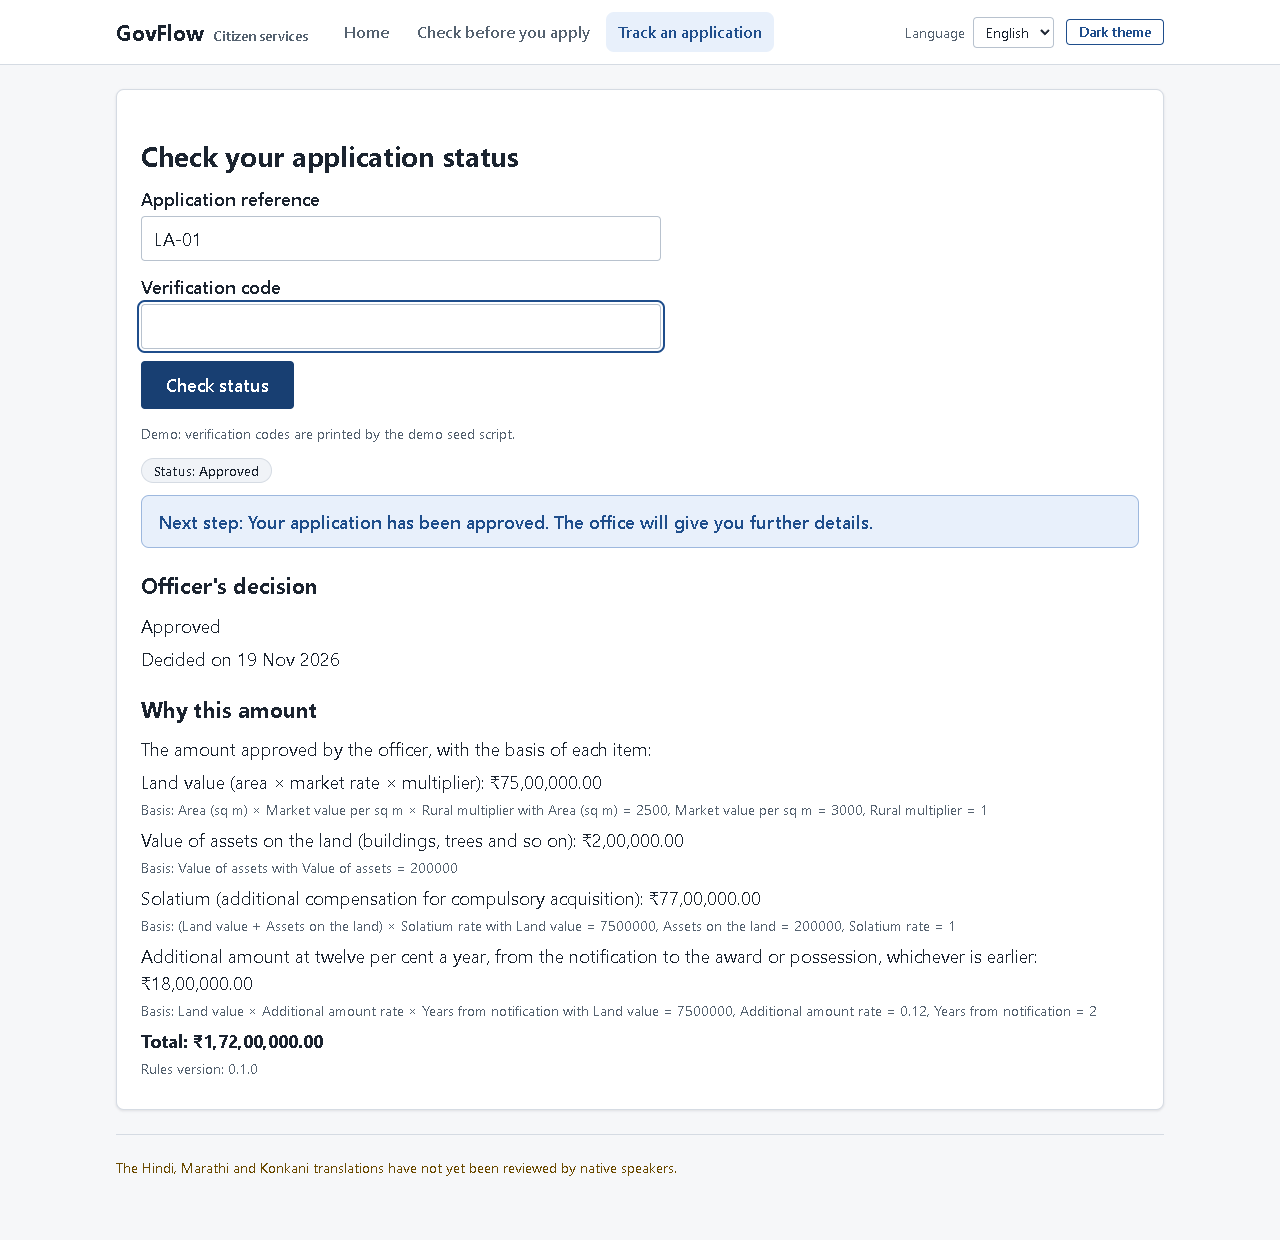 GovFlow Citizen services Home Check before you apply Track an application Language English Dark theme
Check your application status
Application reference
LA-01
Verification code
Check status
Demo: verification codes are printed by the demo seed script.
Status: Approved
Next step: Your application has been approved. The office will give you further details.
Officer's decision
Approved
Decided on 19 Nov 2026
Why this amount
The amount approved by the officer, with the basis of each item:
Land value (area × market rate × multiplier): ₹75,00,000.00
Basis: Area (sq m) × Market value per sq m × Rural multiplier with Area (sq m) = 2500, Market value per sq m = 3000, Rural multiplier = 1
Value of assets on the land (buildings, trees and so on): ₹2,00,000.00
Basis: Value of assets with Value of assets = 200000
Solatium (additional compensation for compulsory acquisition): ₹77,00,000.00
Basis: (Land value + Assets on the land) × Solatium rate with Land value = 7500000, Assets on the land = 200000, Solatium rate = 1
Additional amount at twelve per cent a year, from the notification to the award or possession, whichever is earlier:
₹18,00,000.00
Basis: Land value × Additional amount rate × Years from notification with Land value = 7500000, Additional amount rate = 0.12, Years from notification = 2
Total: ₹1,72,00,000.00
Rules version: 0.1.0
The Hindi, Marathi and Konkani translations have not yet been reviewed by native speakers.